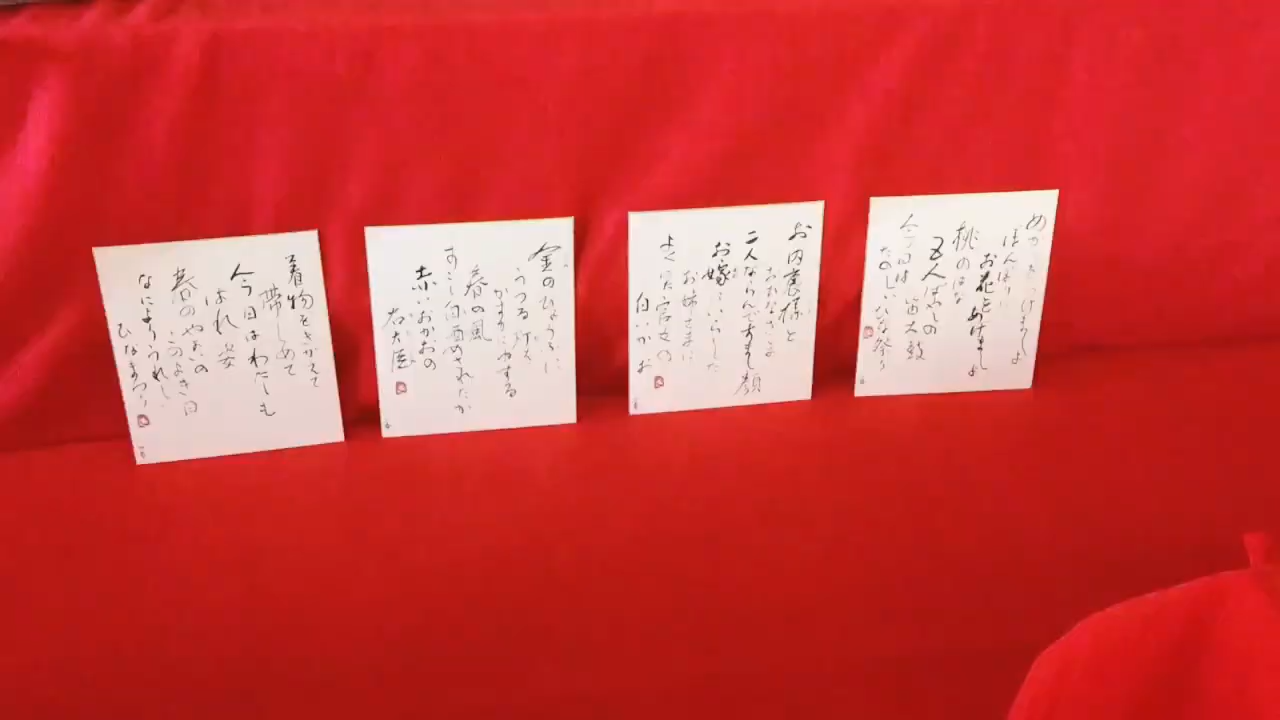 あかりをつけましょ
ぼんぼりに
お花をあげましょ
桃のはな
五人ばやしの
笛太鼓
今日は
たのしいひな祭り
お内裏様と
おひなさま
二人ならんですまし顔
お嫁にいらした
お姉さまに
よく似た官女の
白いかお
金のびょうぶに
うつる灯を
かすかにゆする
春の風
すこし白酒めされたか
赤いおかおの
右大臣
着物をきがえて
帯しめて
今日はわたしも
はれ姿
春のやよいの
このよき日
なによりうれしい
ひなまつり